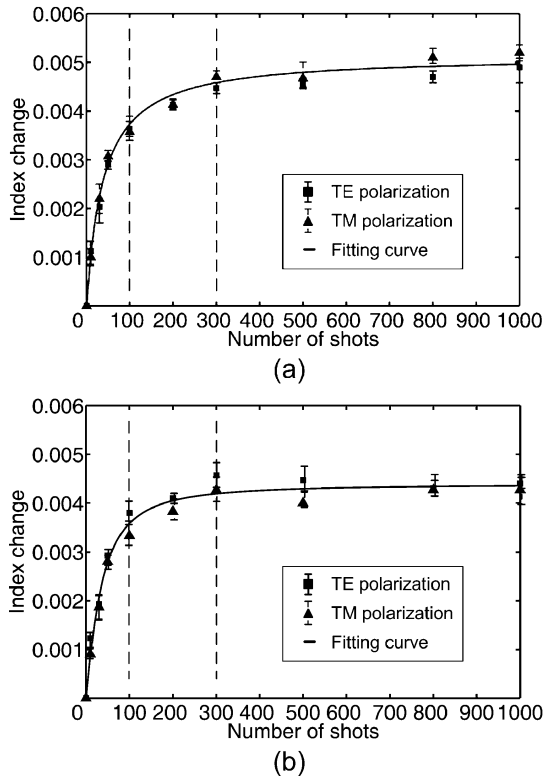 0.006
0.005
0.004
0.003
0.002
0.001
Index change
TE polarization
TM polarization
Fitting curve
0 100 200 300 400 500 600 700 800 900 1000
Number of shots
(a)
0.006
0.005
0.004
0.003
0.002
0.001
Index change
TE polarization
TM polarization
Fitting curve
0 100 200 300 400 500 600 700 800 900 1000
Number of shots
(b)